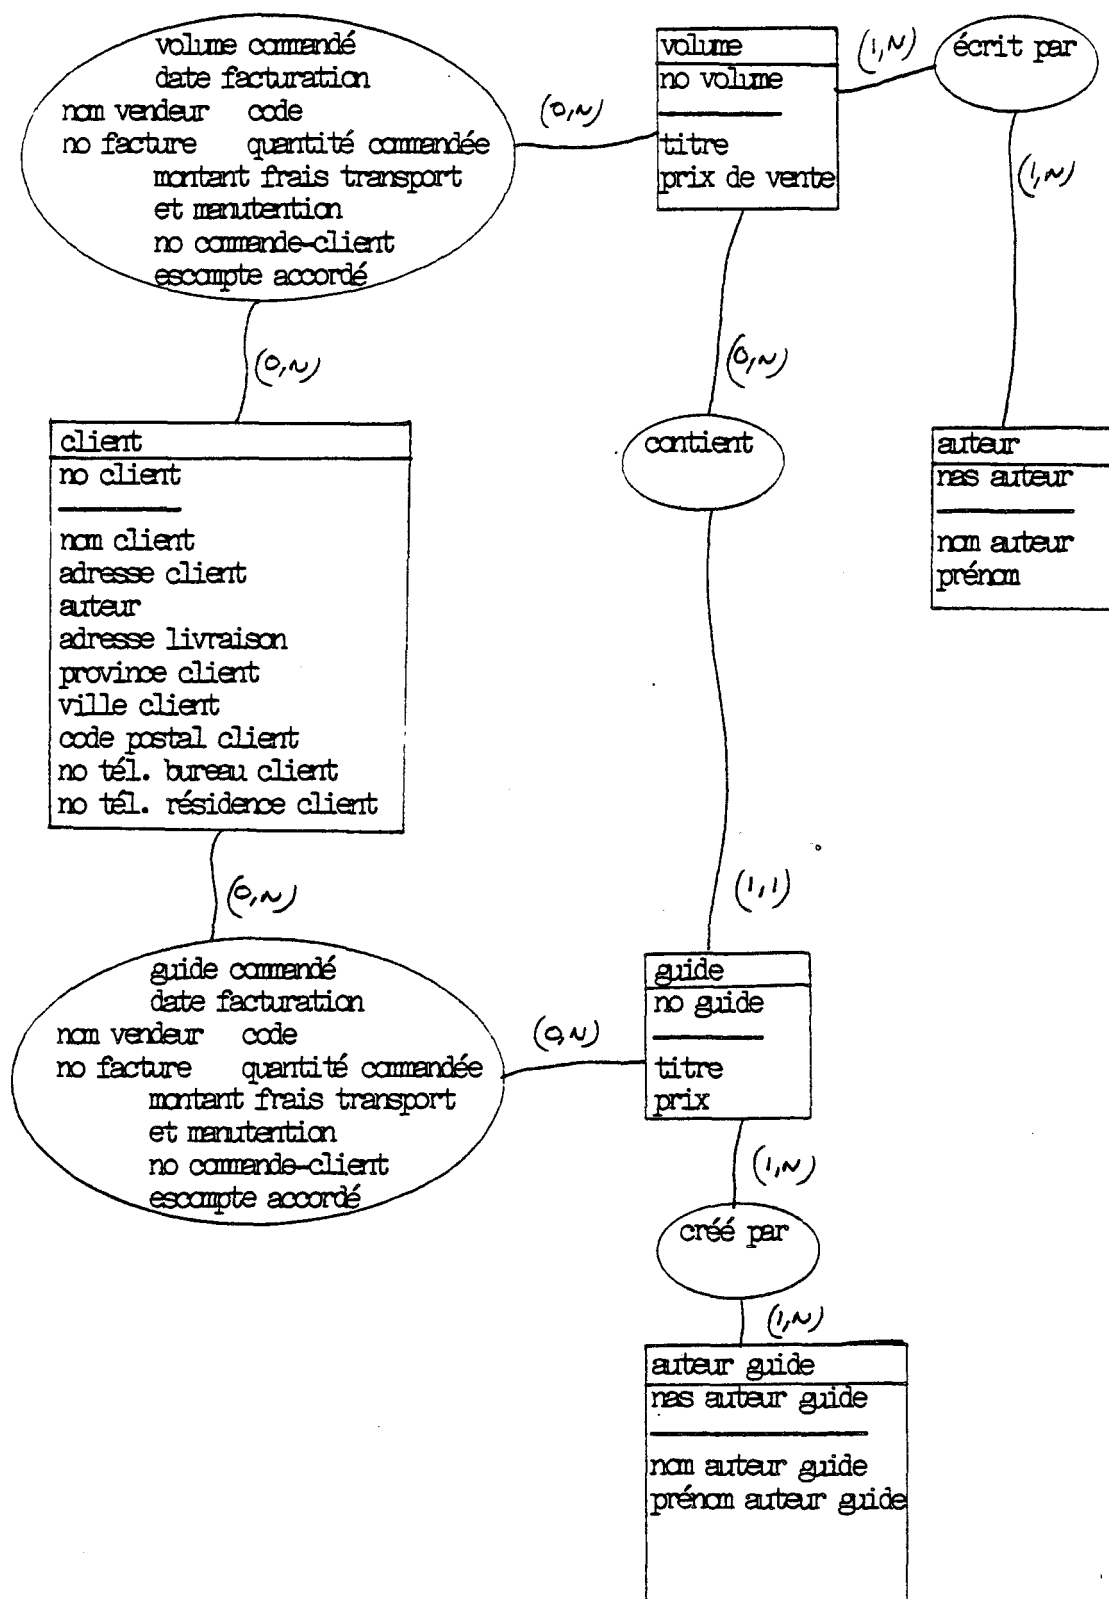 volume commandé
date facturation
nom vendeur code
no facture quantité commandée
montant frais transport
et manutention
no commande-client
escompte accordé
(0,N)
volume
no volume
titre
prix de vente
(1,N)
écrit par
(1,N)
(0,N)
(0,N)
contient
auteur
nas auteur
nom auteur
prénom
client
no client
nom client
adresse client
auteur
adresse livraison
province client
ville client
code postal client
no tél. bureau client
no tél. résidence client
(0,N)
(1,1)
guide commandé
date facturation
nom vendeur code
no facture quantité commandée
montant frais transport
et manutention
no commande-client
escompte accordé
(0,N)
guide
no guide
titre
prix
(1,N)
créé par
(1,N)
auteur guide
nas auteur guide
nom auteur guide
prénom auteur guide